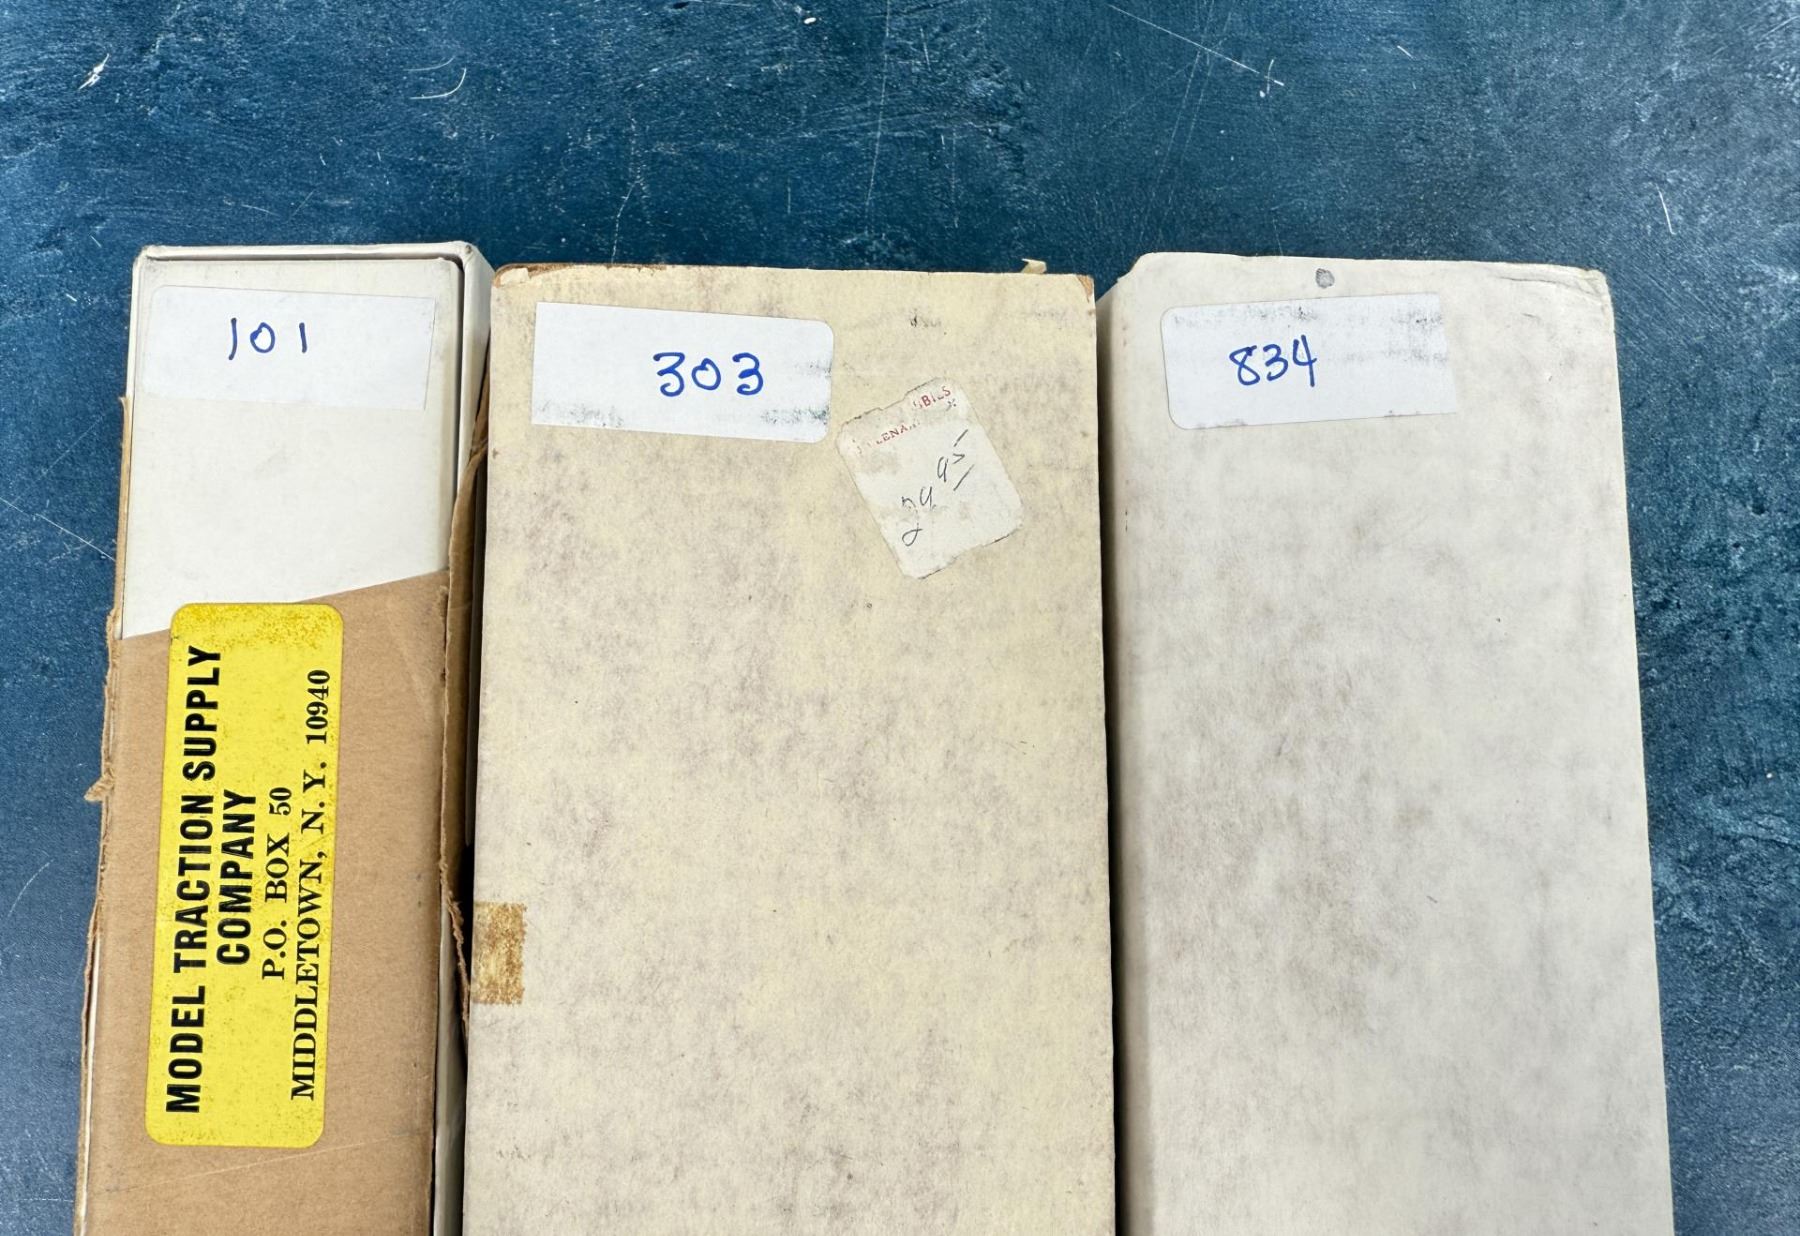 101
MODEL TRACTION SUPPLY
COMPANY
P.O. BOX 50
MIDDLETOWN, N. Y. 10940
303
834